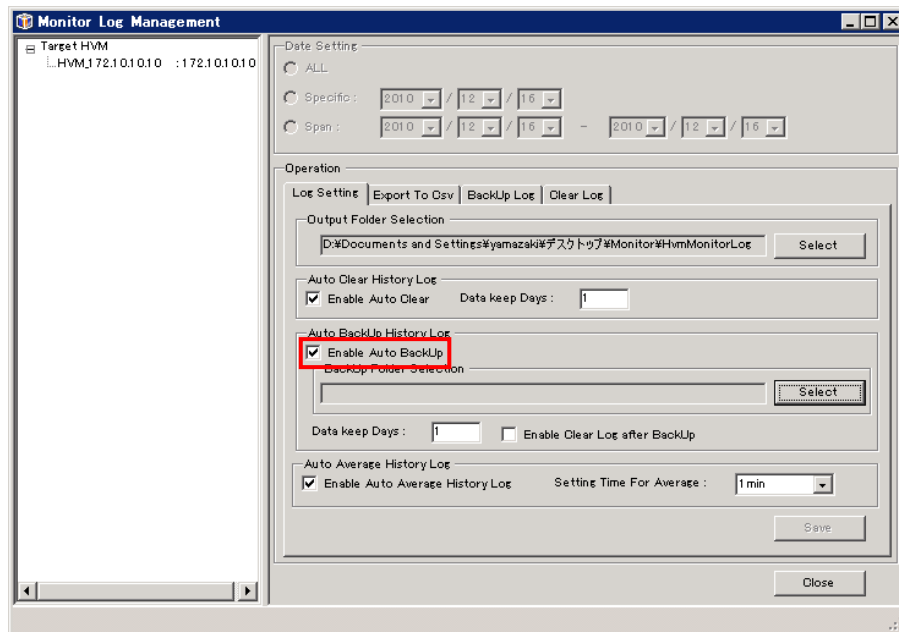 Monitor Log Management
Target HVM
HVM_172.10.10.10 : 172.10.10.10
Date Setting
ALL
Specific : 2010 / 12 / 16
Span : 2010 / 12 / 16 - 2010 / 12 / 16
Operation
Log Setting Export To Csv BackUp Log Clear Log
Output Folder Selection
D:¥Documents and Settings¥yamazaki¥デスクトップ¥Monitor¥HvmMonitorLog Select
Auto Clear History Log
Enable Auto Clear Data keep Days : 1
Auto BackUp History Log
Enable Auto BackUp
BackUp Folder Selection
Select
Data keep Days : 1 Enable Clear Log after BackUp
Auto Average History Log
Enable Auto Average History Log Setting Time For Average : 1 min
Save
Close